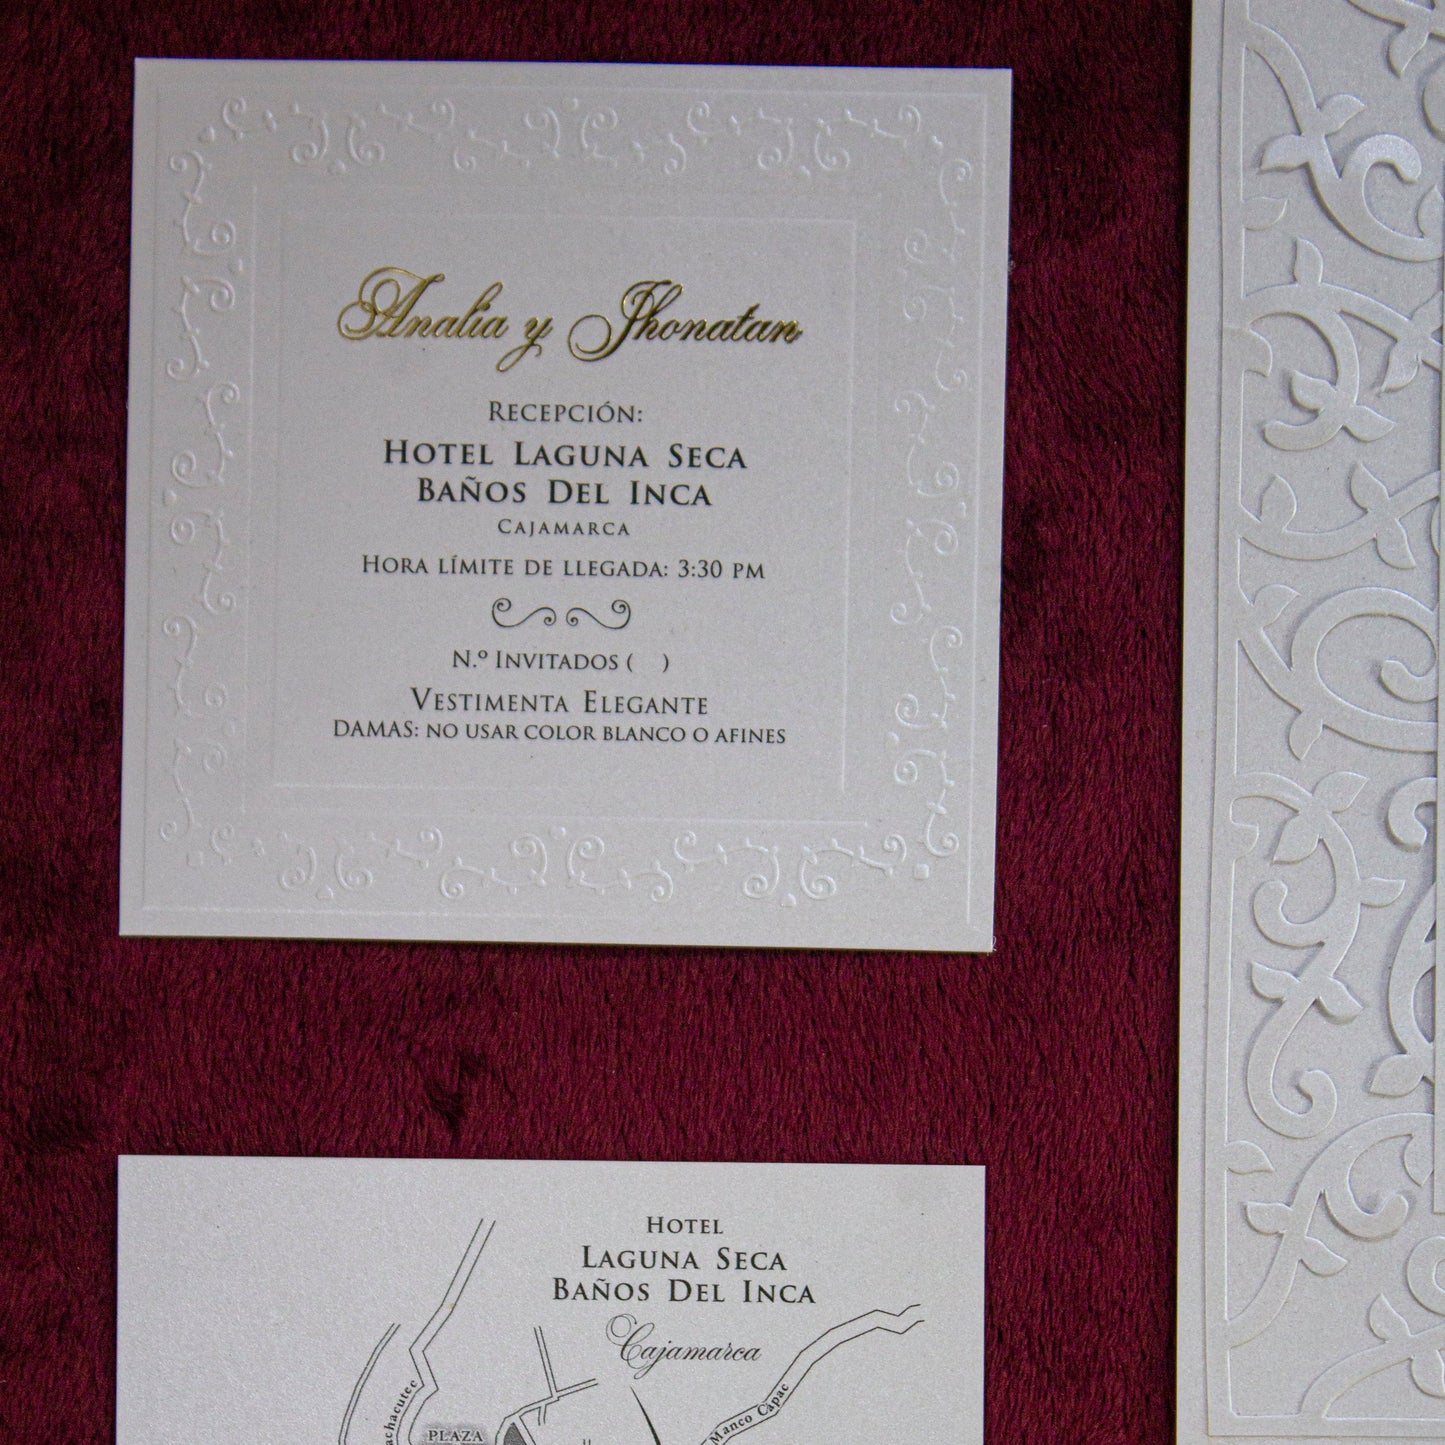 Analía y Jhonatan
RECEPCIÓN:
HOTEL LAGUNA SECA
BAÑOS DEL INCA
CAJAMARCA
HORA LÍMITE DE LLEGADA: 3:30 PM
N.º INVITADOS ( )
VESTIMENTA ELEGANTE
DAMAS: NO USAR COLOR BLANCO O AFINES
HOTEL
LAGUNA SECA
BAÑOS DEL INCA
Cajamarca
Manco Capac
PLAZA